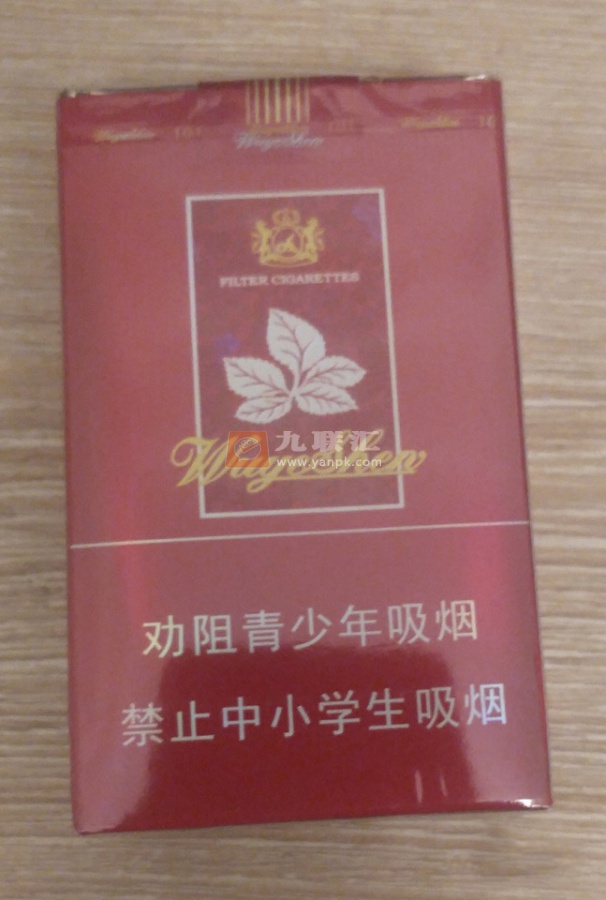 WagoShen
FILTER CIGARETTES
九联汇
www.yanpk.com
劝阻青少年吸烟
禁止中小学生吸烟